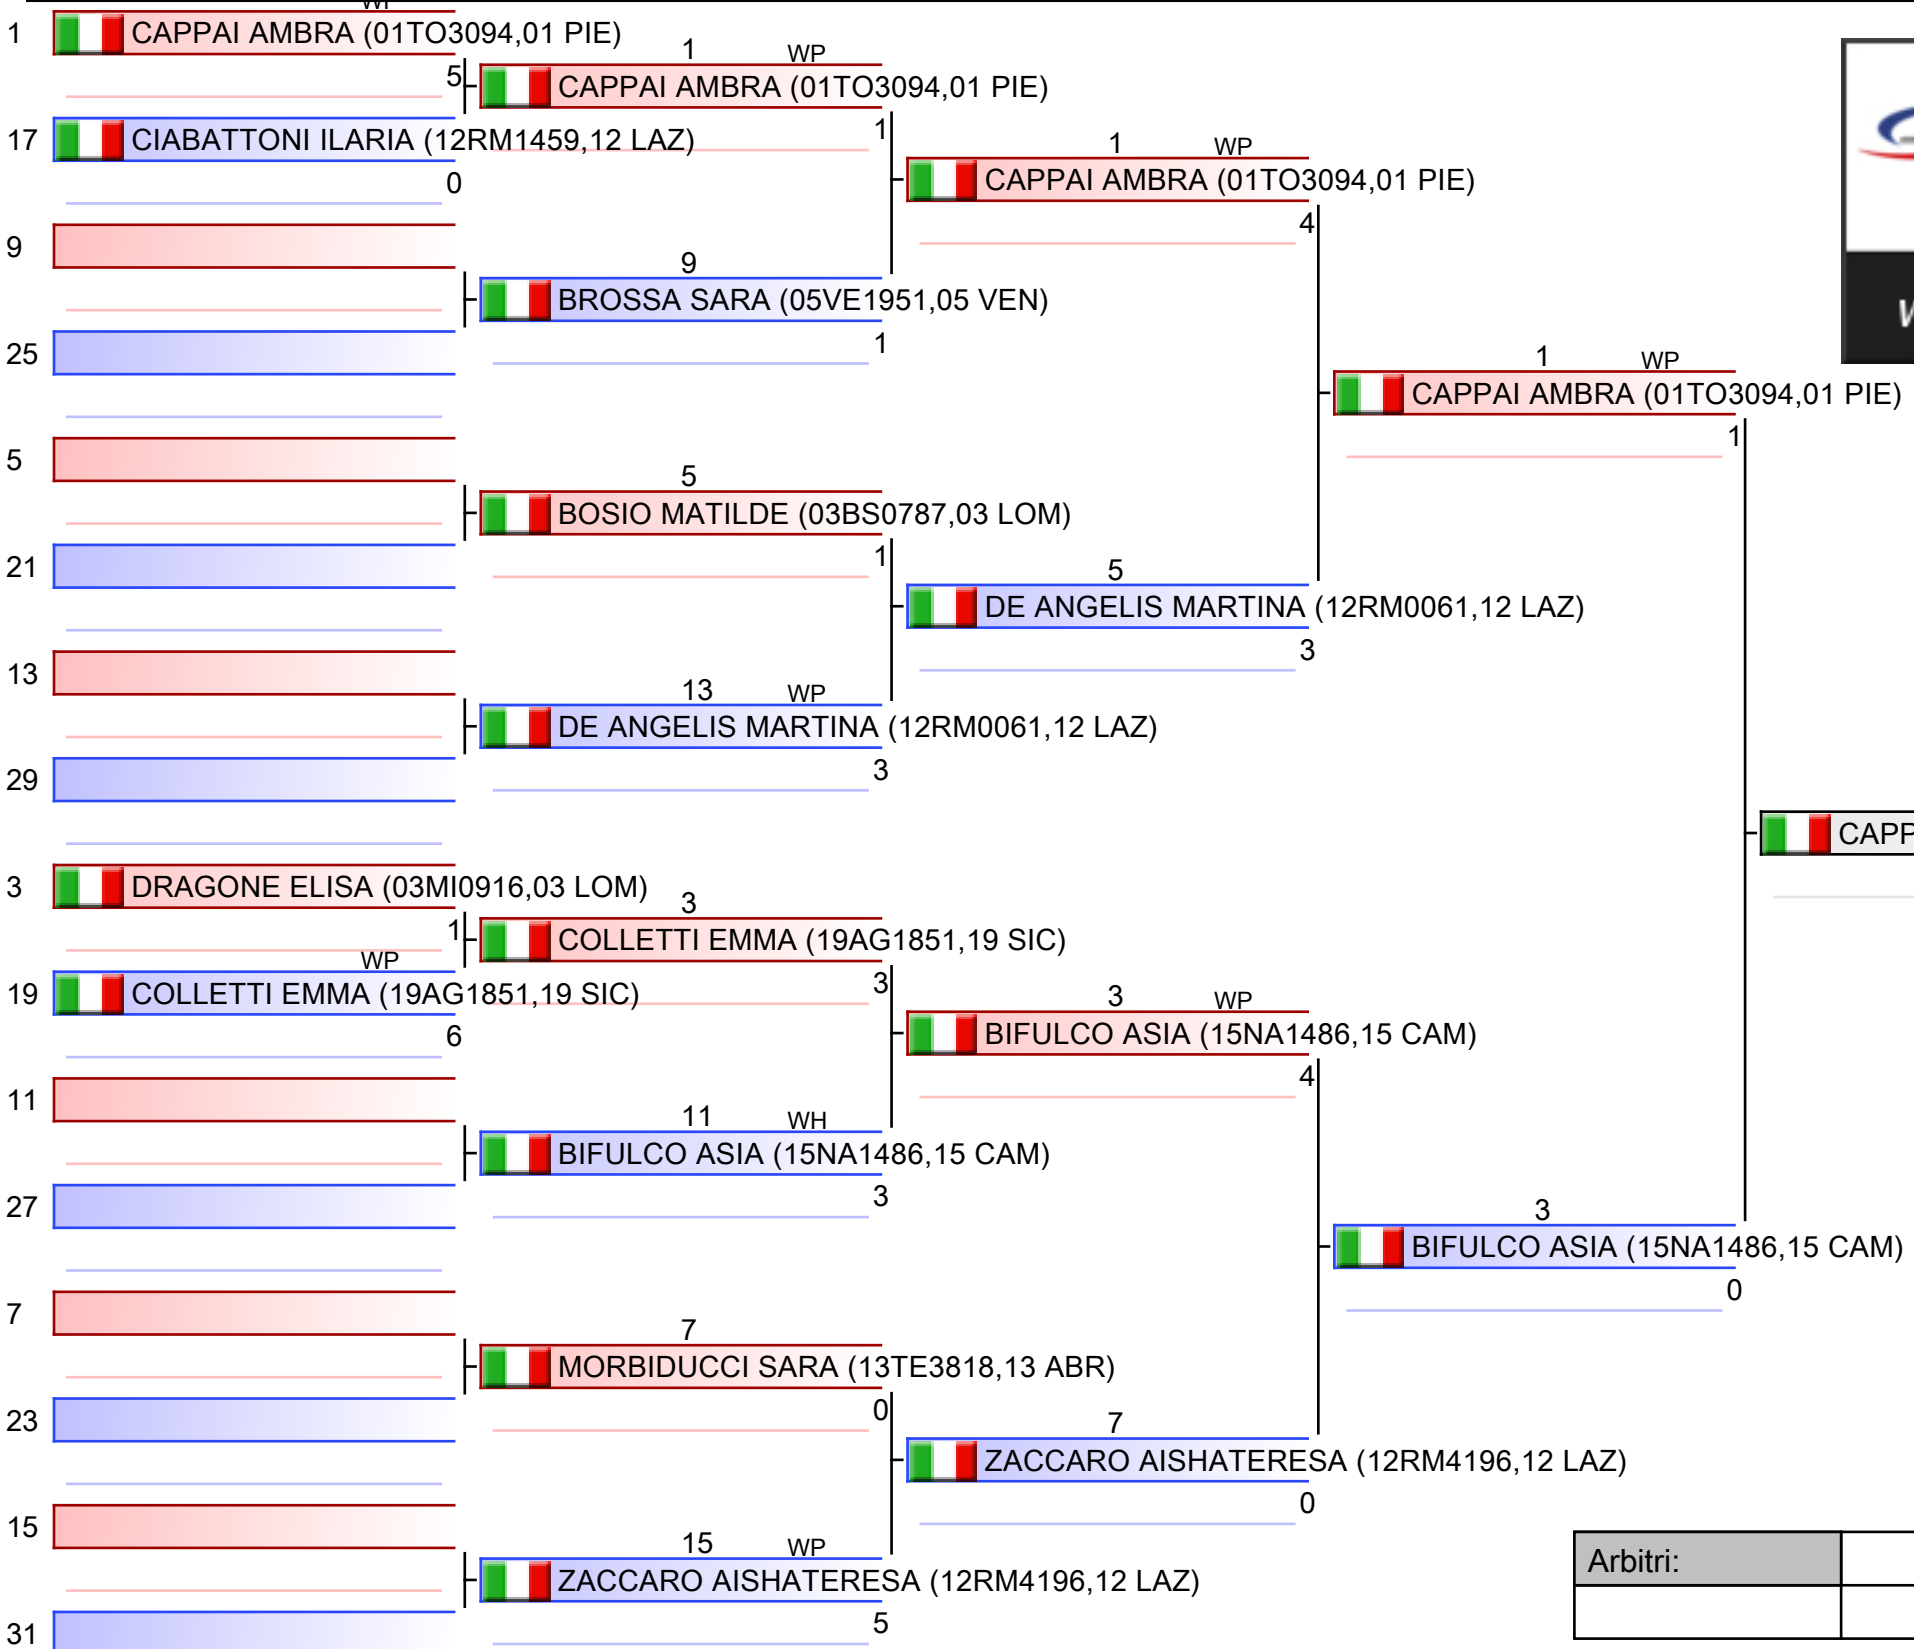 WP
1 CAPPAI AMBRA (01TO3094,01 PIE)
5
17 CIABATTONI ILARIA (12RM1459,12 LAZ)
0
9
25
5
21
13
29
3 DRAGONE ELISA (03MI0916,03 LOM)
1
WP
19 COLLETTI EMMA (19AG1851,19 SIC)
6
11
27
7
23
15
31
1 WP
CAPPAI AMBRA (01TO3094,01 PIE)
1
9
BROSSA SARA (05VE1951,05 VEN)
1
5
BOSIO MATILDE (03BS0787,03 LOM)
1
13 WP
DE ANGELIS MARTINA (12RM0061,12 LAZ)
3
3
COLLETTI EMMA (19AG1851,19 SIC)
3
11 WH
BIFULCO ASIA (15NA1486,15 CAM)
3
7
MORBIDUCCI SARA (13TE3818,13 ABR)
0
15 WP
ZACCARO AISHATERESA (12RM4196,12 LAZ)
5
1 WP
CAPPAI AMBRA (01TO3094,01 PIE)
4
5
DE ANGELIS MARTINA (12RM0061,12 LAZ)
3
3 WP
BIFULCO ASIA (15NA1486,15 CAM)
4
7
ZACCARO AISHATERESA (12RM4196,12 LAZ)
0
1 WP
CAPPAI AMBRA (01TO3094,01 PIE)
1
3
BIFULCO ASIA (15NA1486,15 CAM)
0
CAPP
Arbitri: